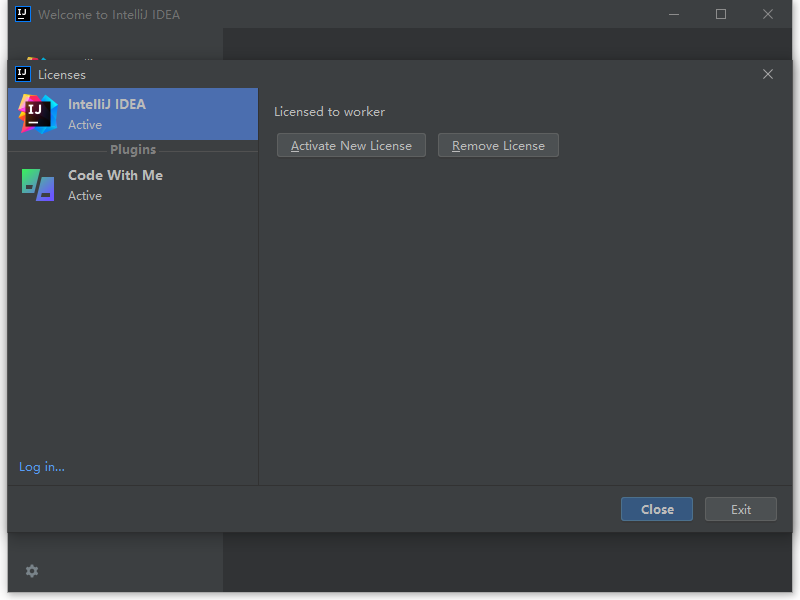 Welcome to IntelliJ IDEA
Licenses
IntelliJ IDEA
Active
Plugins
Code With Me
Active
Log in...
Licensed to worker
Activate New License
Remove License
Close
Exit